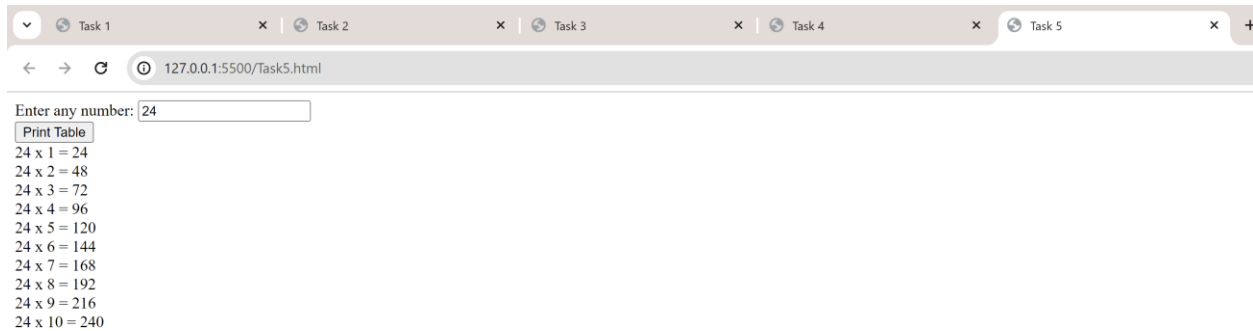 Task 1 Task 2 Task 3 Task 4 Task 5
127.0.0.1:5500/Task5.html
Enter any number: 24
Print Table
24 x 1 = 24
24 x 2 = 48
24 x 3 = 72
24 x 4 = 96
24 x 5 = 120
24 x 6 = 144
24 x 7 = 168
24 x 8 = 192
24 x 9 = 216
24 x 10 = 240